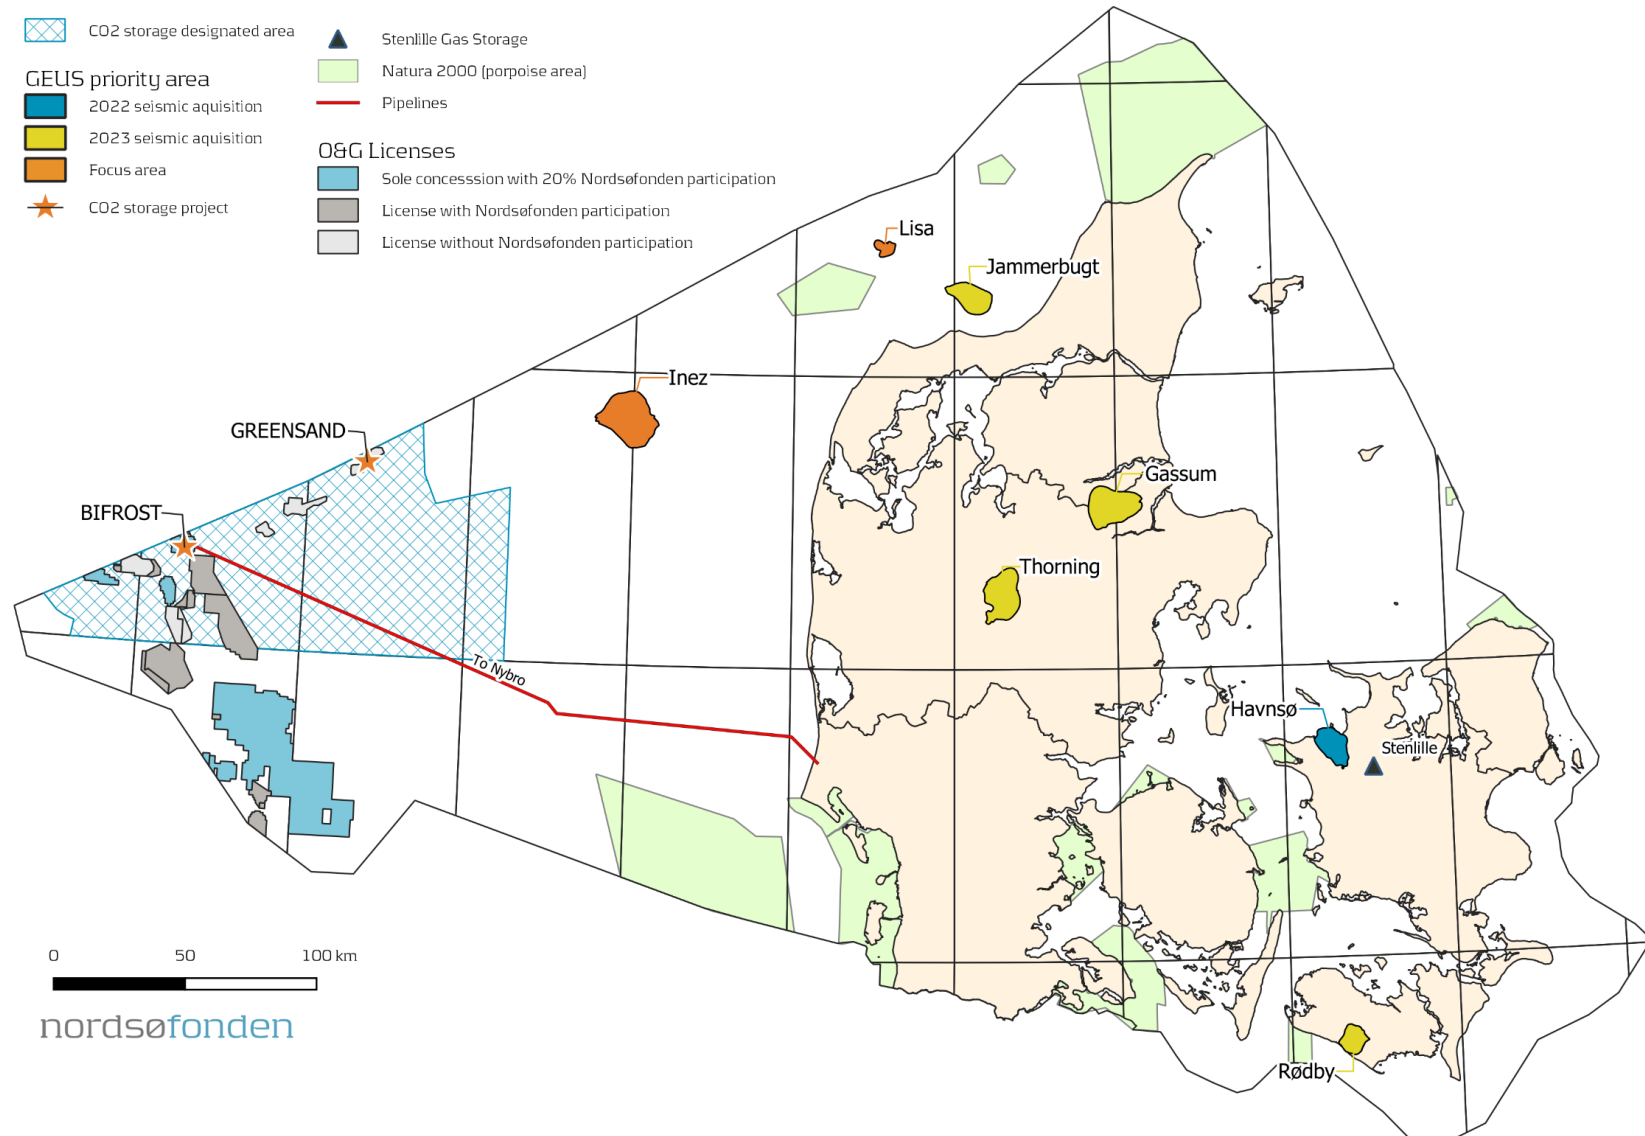 CO2 storage designated area
GEUS priority area
2022 seismic aquisition
2023 seismic aquisition
Focus area
CO2 storage project
Stenlille Gas Storage
Natura 2000 (porpoise area)
Pipelines
O&G Licenses
Sole concesssion with 20% Nordsøfonden participation
License with Nordsøfonden participation
License without Nordsøfonden participation
Lisa
Jammerbugt
Inez
GREENSAND
Gassum
BIFROST
Thorning
To Nybro
Havnsø
Stenlille
Rødby
0 50 100 km
nordsøfonden